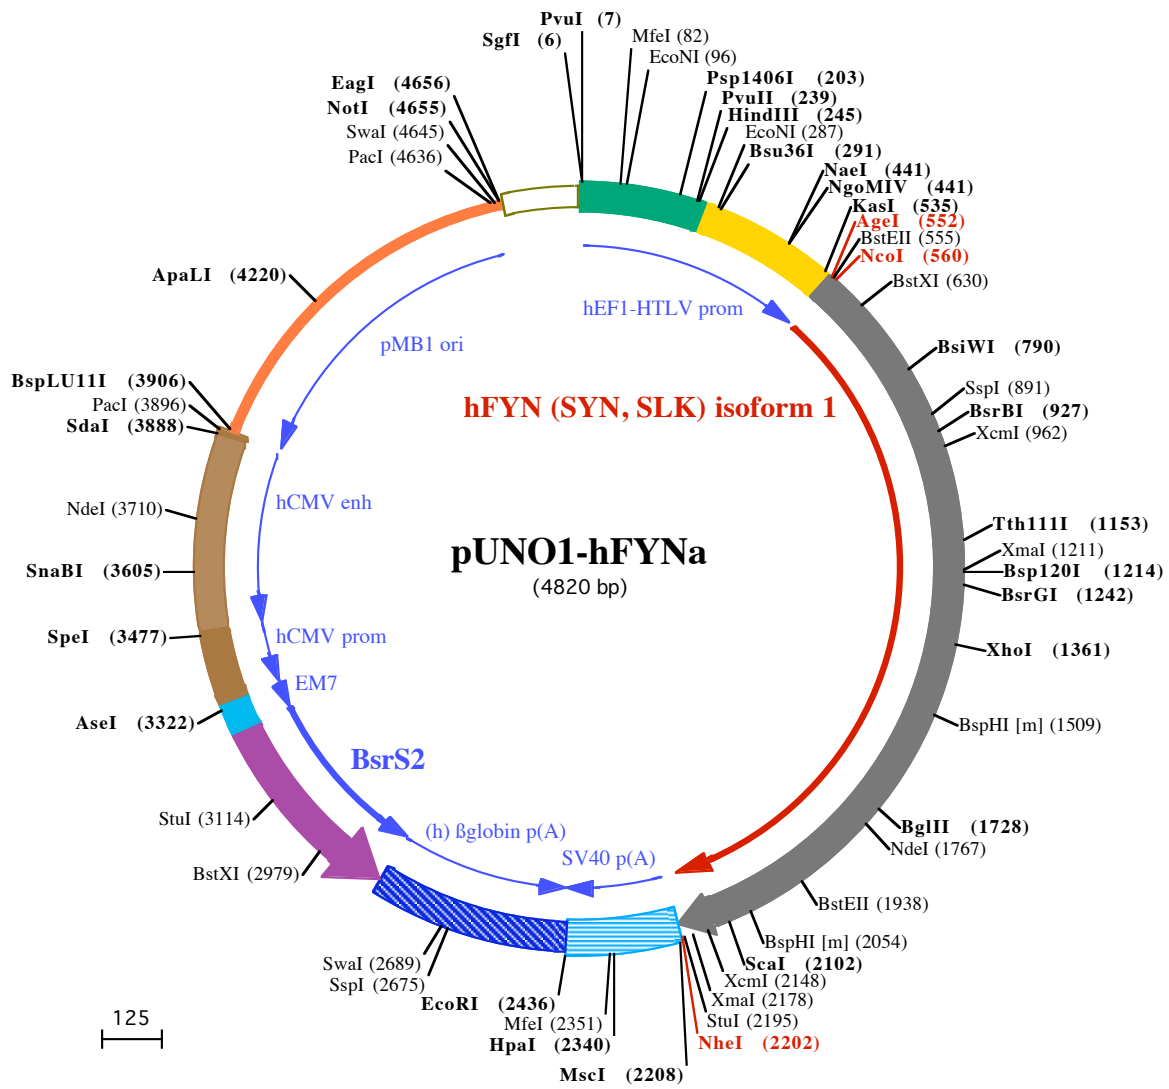 PvuI (7)
SgfI (6)
MfeI (82)
EcoNI (96)
Psp1406I (203)
PvuII (239)
HindIII (245)
EcoNI (287)
Bsu36I (291)
NaeI (441)
NgoMIV (441)
KasI (535)
AgeI (552)
BstEII (555)
NcoI (560)
BstXI (630)
BsiWI (790)
SspI (891)
BsrBI (927)
XcmI (962)
Tth111I (1153)
XmaI (1211)
Bsp120I (1214)
BsrGI (1242)
XhoI (1361)
BspHI [m] (1509)
BglII (1728)
NdeI (1767)
BstEII (1938)
BspHI [m] (2054)
ScaI (2102)
XcmI (2148)
XmaI (2178)
StuI (2195)
NheI (2202)
MscI (2208)
HpaI (2340)
MfeI (2351)
EcoRI (2436)
SspI (2675)
SwaI (2689)
BstXI (2979)
StuI (3114)
AseI (3322)
SpeI (3477)
SnaBI (3605)
NdeI (3710)
SdaI (3888)
PacI (3896)
BspLU11I (3906)
ApaLI (4220)
PacI (4636)
SwaI (4645)
NotI (4655)
EagI (4656)
hEF1-HTLV prom
pMB1 ori
hFYN (SYN, SLK) isoform 1
hCMV enh
pUNO1-hFYNa
(4820 bp)
hCMV prom
EM7
BsrS2
(h) ßglobin p(A)
SV40 p(A)
125